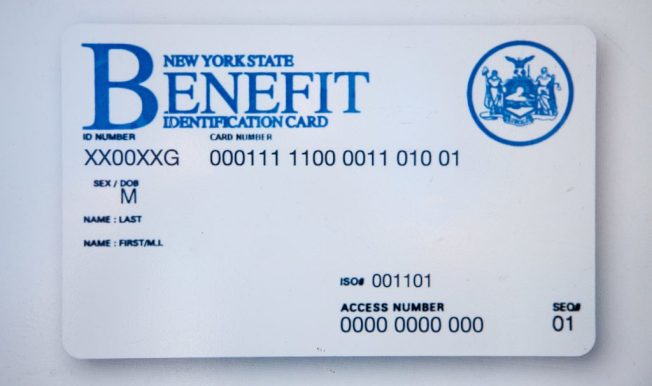 NEW YORK STATE
BENEFIT
IDENTIFICATION CARD
ID NUMBER CARD NUMBER
XX00XXG 000111 1100 0011 010 01
SEX / DOB
M
NAME : LAST
NAME : FIRST/M.I.
ISO# 001101
ACCESS NUMBER SEQ#
0000 0000 000 01